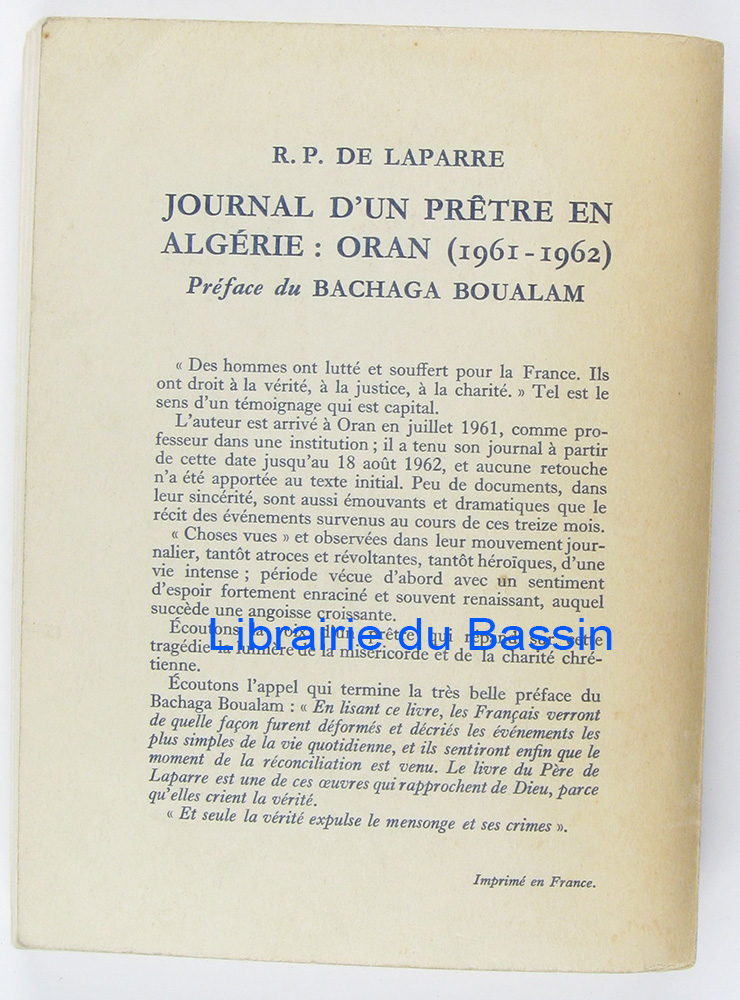 R. P. DE LAPARRE
JOURNAL D'UN PRÊTRE EN
ALGÉRIE : ORAN (1961-1962)
Préface du BACHAGA BOUALAM
« Des hommes ont lutté et souffert pour la France. Ils
ont droit à la vérité, à la justice, à la charité. » Tel est le
sens d'un témoignage qui est capital.
L'auteur est arrivé à Oran en juillet 1961, comme pro-
fesseur dans une institution ; il a tenu son journal à partir
de cette date jusqu'au 18 août 1962, et aucune retouche
n'a été apportée au texte initial. Peu de documents, dans
leur sincérité, sont aussi émouvants et dramatiques que le
récit des événements survenus au cours de ces treize mois.
« Choses vues » et observées dans leur mouvement jour-
nalier, tantôt atroces et révoltantes, tantôt héroïques, d'une
vie intense ; période vécue d'abord avec un sentiment
d'espoir fortement enraciné et souvent renaissant, auquel
succède une angoisse croissante.
Écoutons la voix d'un prêtre qui répand sur cette
Librairie du Bassin
tragédie la lumière de la miséricorde et de la charité chré-
tienne.
Écoutons l'appel qui termine la très belle préface du
Bachaga Boualam : « En lisant ce livre, les Français verront
de quelle façon furent déformés et décriés les événements les
plus simples de la vie quotidienne, et ils sentiront enfin que le
moment de la réconciliation est venu. Le livre du Père de
Laparre est une de ces œuvres qui rapprochent de Dieu, parce
qu'elles crient la vérité.
« Et seule la vérité expulse le mensonge et ses crimes ».
Imprimé en France.